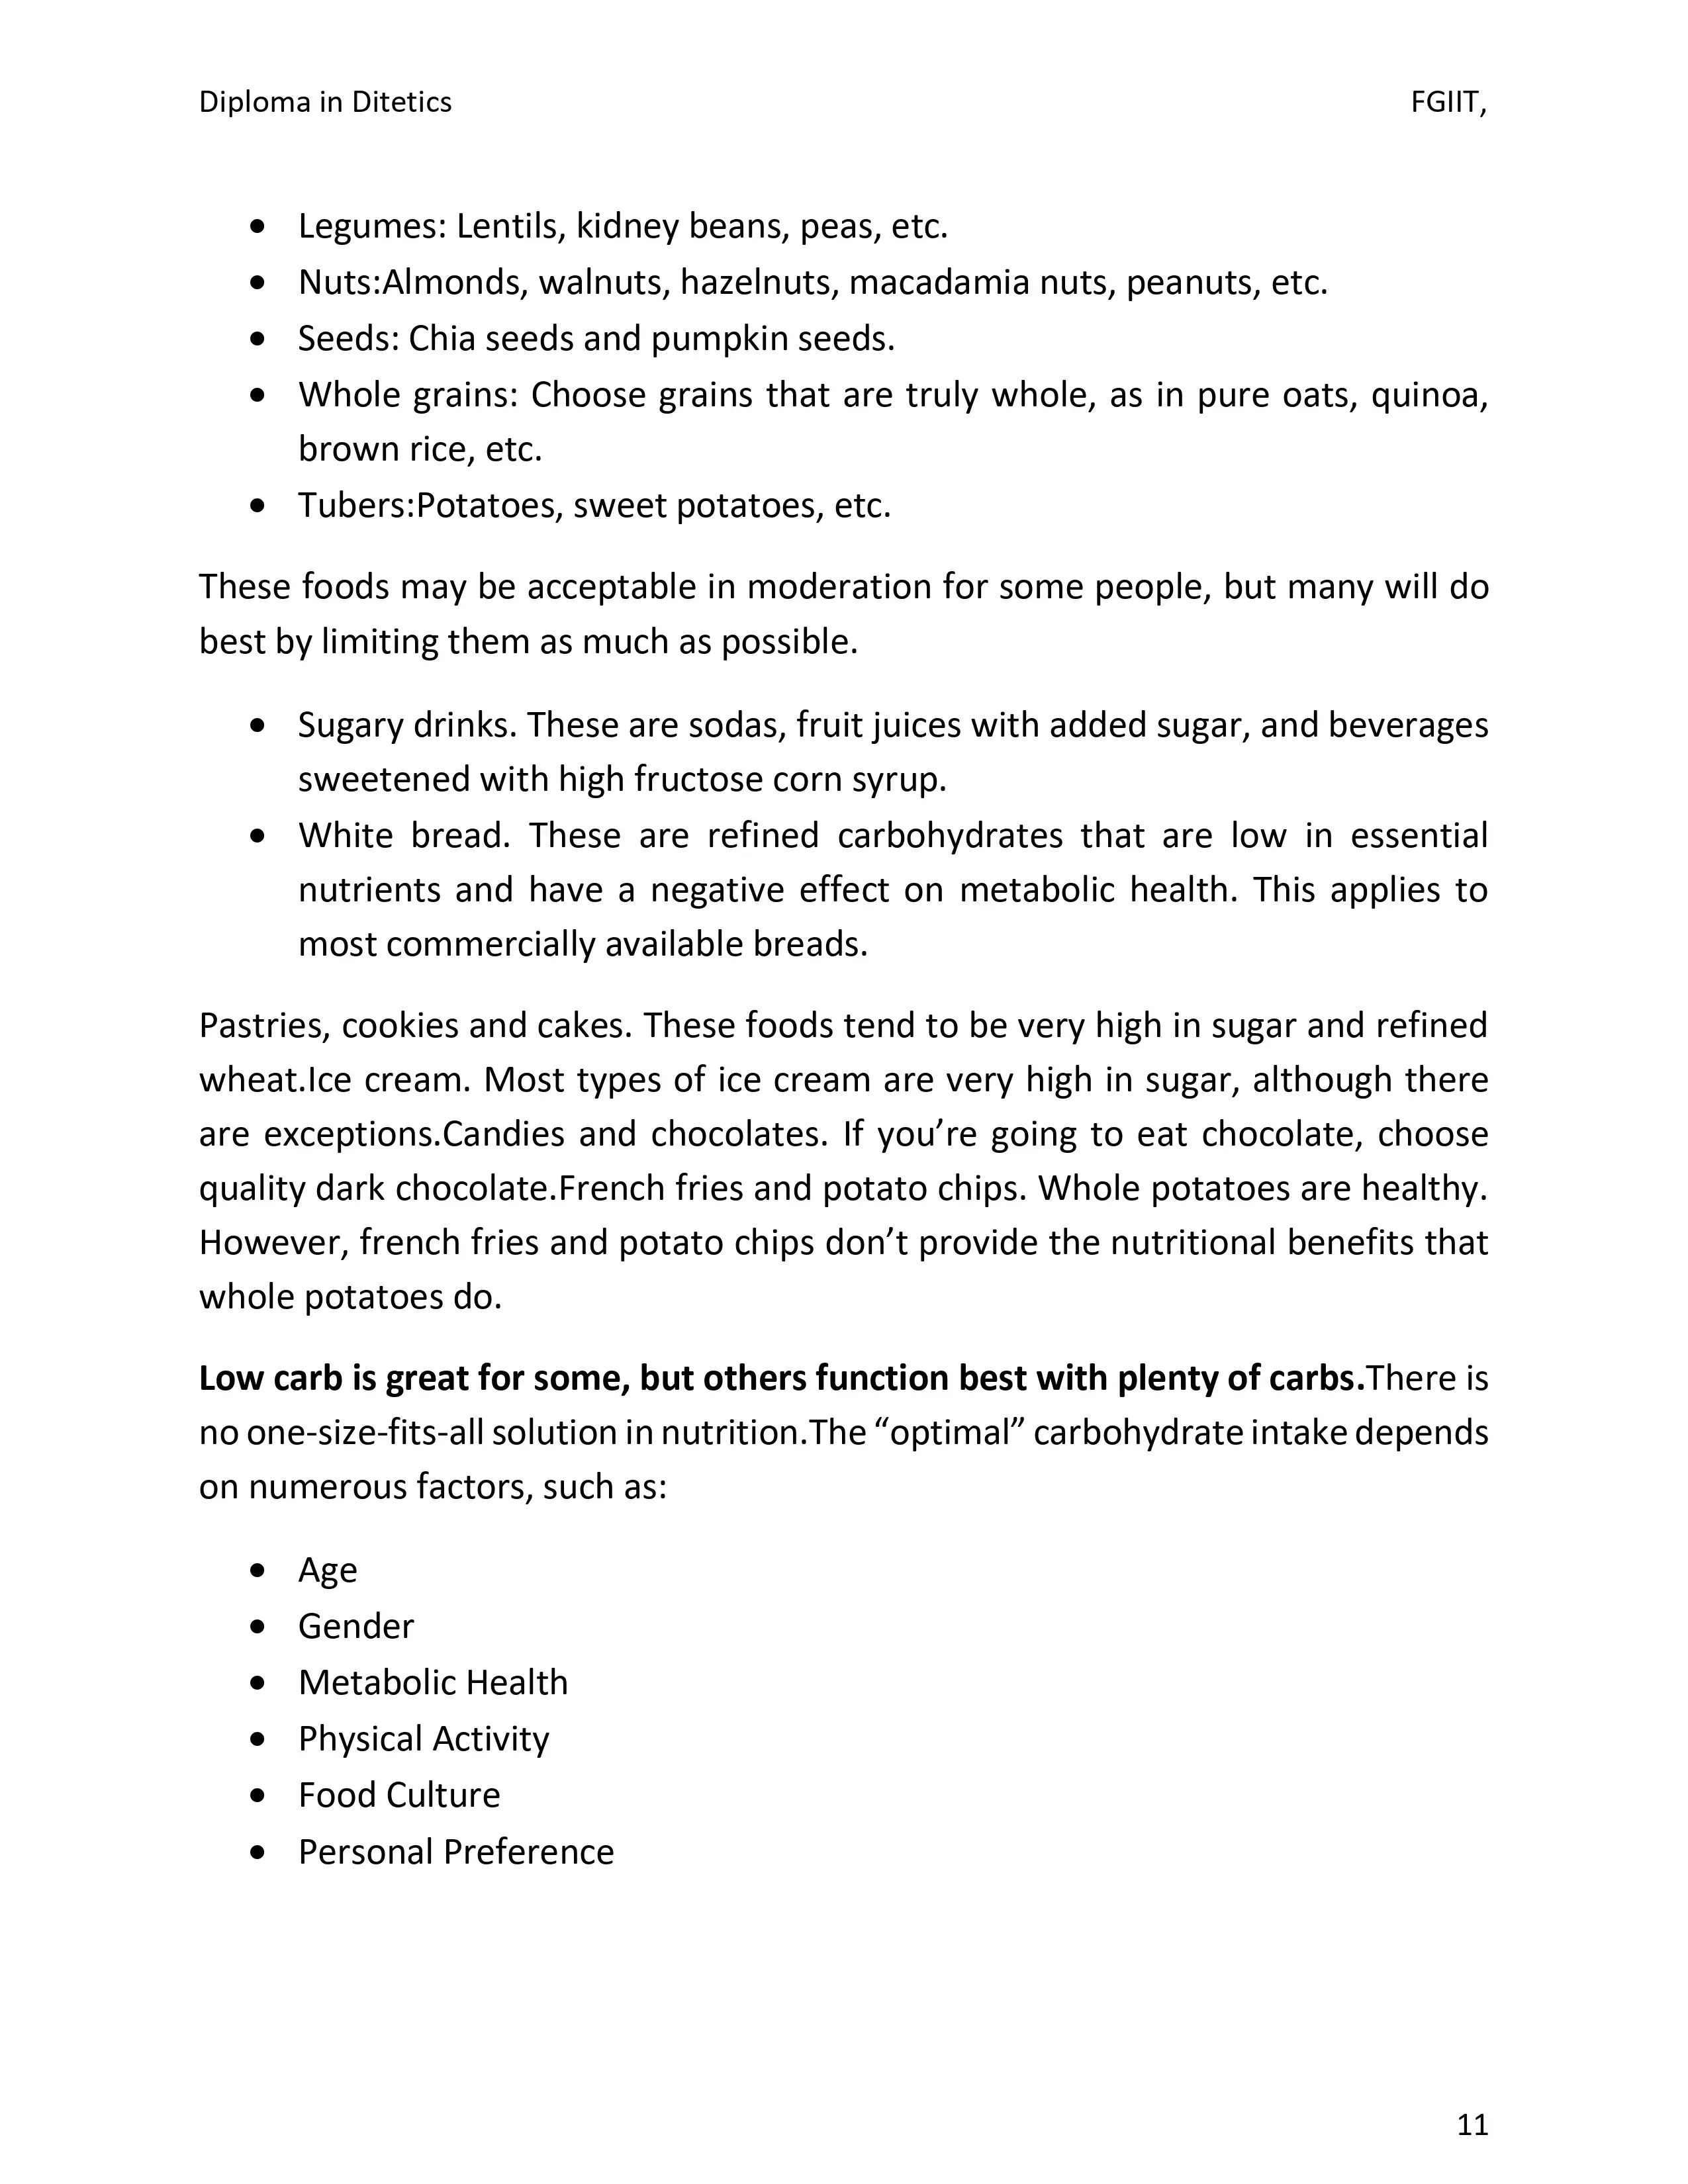 Diploma in Ditetics FGIIT,
• Legumes: Lentils, kidney beans, peas, etc.
• Nuts:Almonds, walnuts, hazelnuts, macadamia nuts, peanuts, etc.
• Seeds: Chia seeds and pumpkin seeds.
• Whole grains: Choose grains that are truly whole, as in pure oats, quinoa,
brown rice, etc.
• Tubers:Potatoes, sweet potatoes, etc.
These foods may be acceptable in moderation for some people, but many will do
best by limiting them as much as possible.
• Sugary drinks. These are sodas, fruit juices with added sugar, and beverages
sweetened with high fructose corn syrup.
• White bread. These are refined carbohydrates that are low in essential
nutrients and have a negative effect on metabolic health. This applies to
most commercially available breads.
Pastries, cookies and cakes. These foods tend to be very high in sugar and refined
wheat.Ice cream. Most types of ice cream are very high in sugar, although there
are exceptions.Candies and chocolates. If you’re going to eat chocolate, choose
quality dark chocolate.French fries and potato chips. Whole potatoes are healthy.
However, french fries and potato chips don’t provide the nutritional benefits that
whole potatoes do.
Low carb is great for some, but others function best with plenty of carbs.There is
no one-size-fits-all solution in nutrition.The “optimal” carbohydrate intake depends
on numerous factors, such as:
• Age
• Gender
• Metabolic Health
• Physical Activity
• Food Culture
• Personal Preference
11